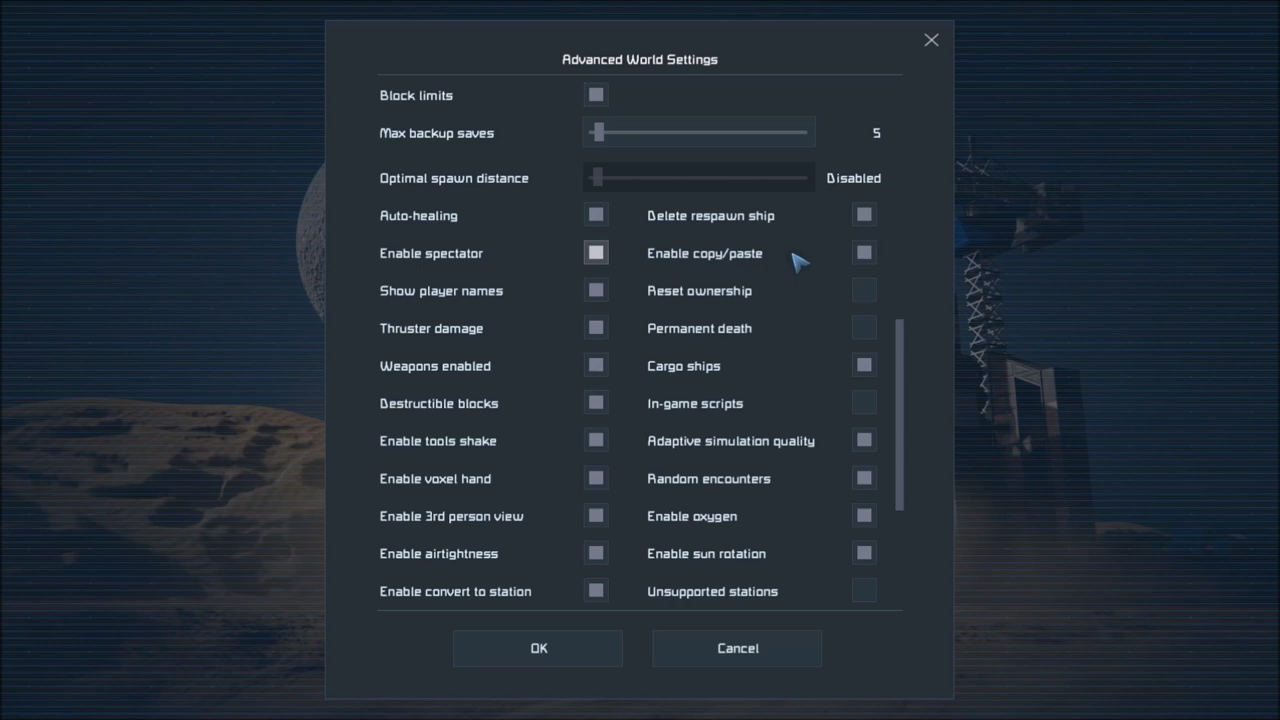 Advanced World Settings
Block limits
Max backup saves 5
Optimal spawn distance Disabled
Auto-healing Delete respawn ship
Enable spectator Enable copy/paste
Show player names Reset ownership
Thruster damage Permanent death
Weapons enabled Cargo ships
Destructible blocks In-game scripts
Enable tools shake Adaptive simulation quality
Enable voxel hand Random encounters
Enable 3rd person view Enable oxygen
Enable airtightness Enable sun rotation
Enable convert to station Unsupported stations
OK Cancel